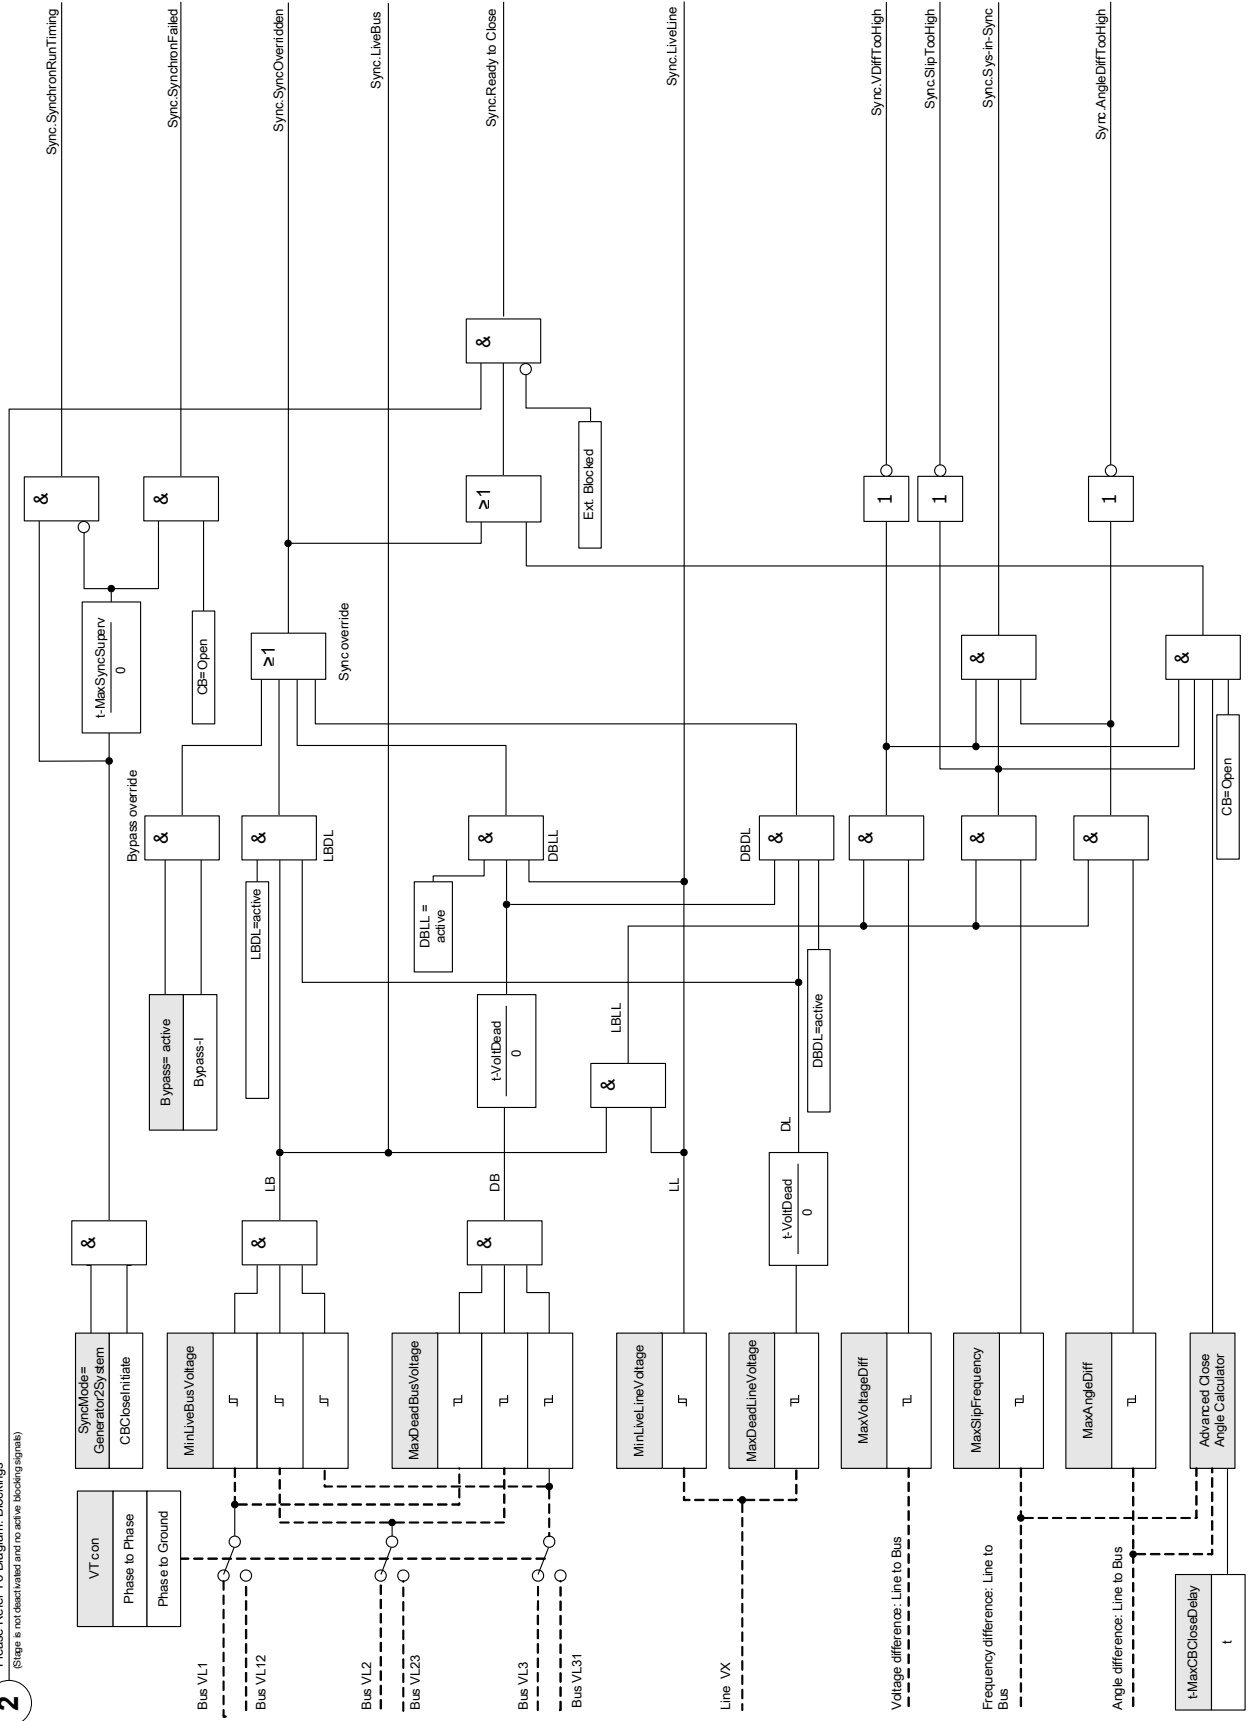 2
Please Refer To Diagram: Blockings
(Stage is not deactivated and no active blocking signals)
VT con
Phase to Phase
Phase to Ground
Bus VL1
Bus VL12
Bus VL2
Bus VL23
Bus VL3
Bus VL31
Line VX
Voltage difference: Line to Bus
Frequency difference: Line to
Bus
Angle difference: Line to Bus
t-MaxCBCloseDelay
t
SyncMode=
Generator2System
CBCloseInitiate
MinLiveBusVoltage
MaxDeadBusVoltage
MinLiveLineVoltage
MaxDeadLineVoltage
MaxVoltageDiff
MaxSlipFrequency
MaxAngleDiff
Advanced Close
Angle Calculator
&
&
&
LB
DB
LL
t-VoltDead
0
DL
Bypass= active
Bypass-I
LBDL=active
t-VoltDead
0
&
LBLL
DBLL =
active
DBDL=active
Bypass override
&
&
LBDL
&
DBLL
DBDL
&
&
&
&
CB=Open
t-MaxSyncSuperv
0
CB=Open
≥1
Sync override
&
&
&
&
≥1
Ext. Blocked
1
1
1
&
Sync.SynchronRunTiming
Sync.SynchronFailed
Sync.SyncOverridden
Sync.LiveBus
Sync.Ready to Close
Sync.LiveLine
Sync.VDiffTooHigh
Sync.SlipTooHigh
Sync.Sys-in-Sync
Sync.AngleDiffTooHigh